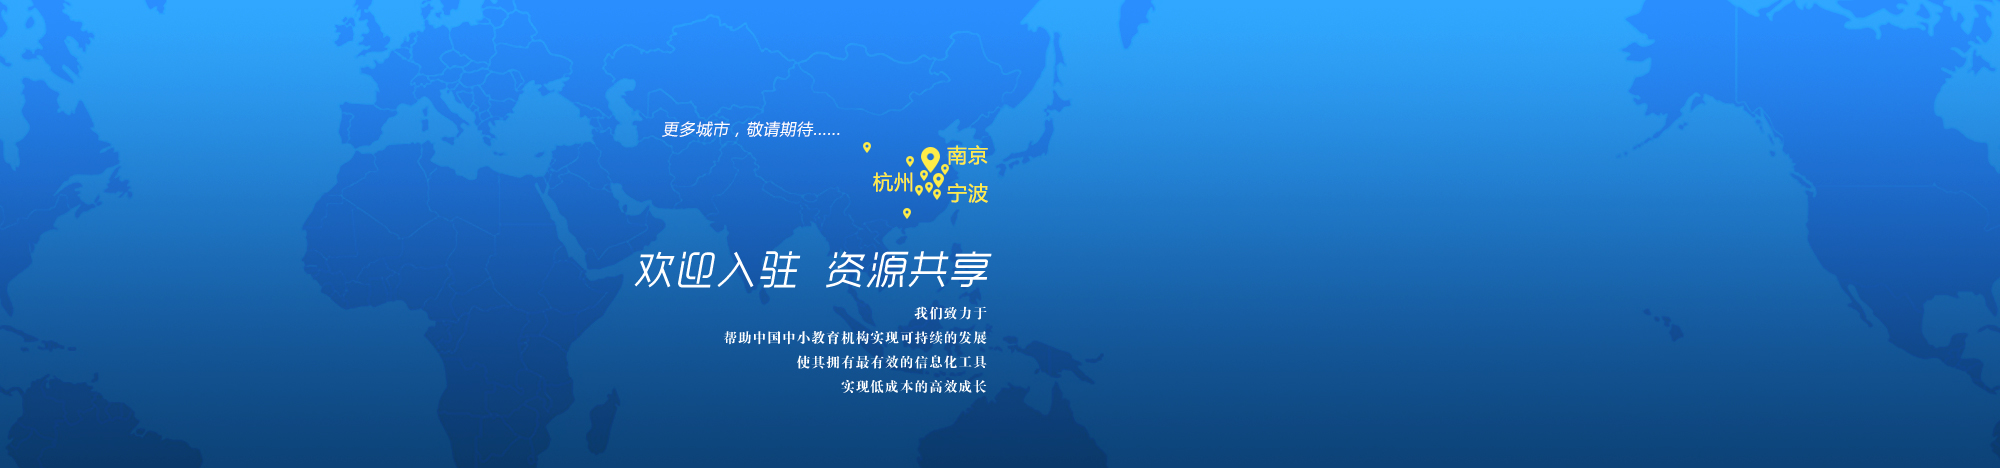 更多城市，敬请期待......
南京
杭州
宁波
欢迎入驻 资源共享
我们致力于
帮助中国中小教育机构实现可持续的发展
使其拥有最有效的信息化工具
实现低成本的高效成长